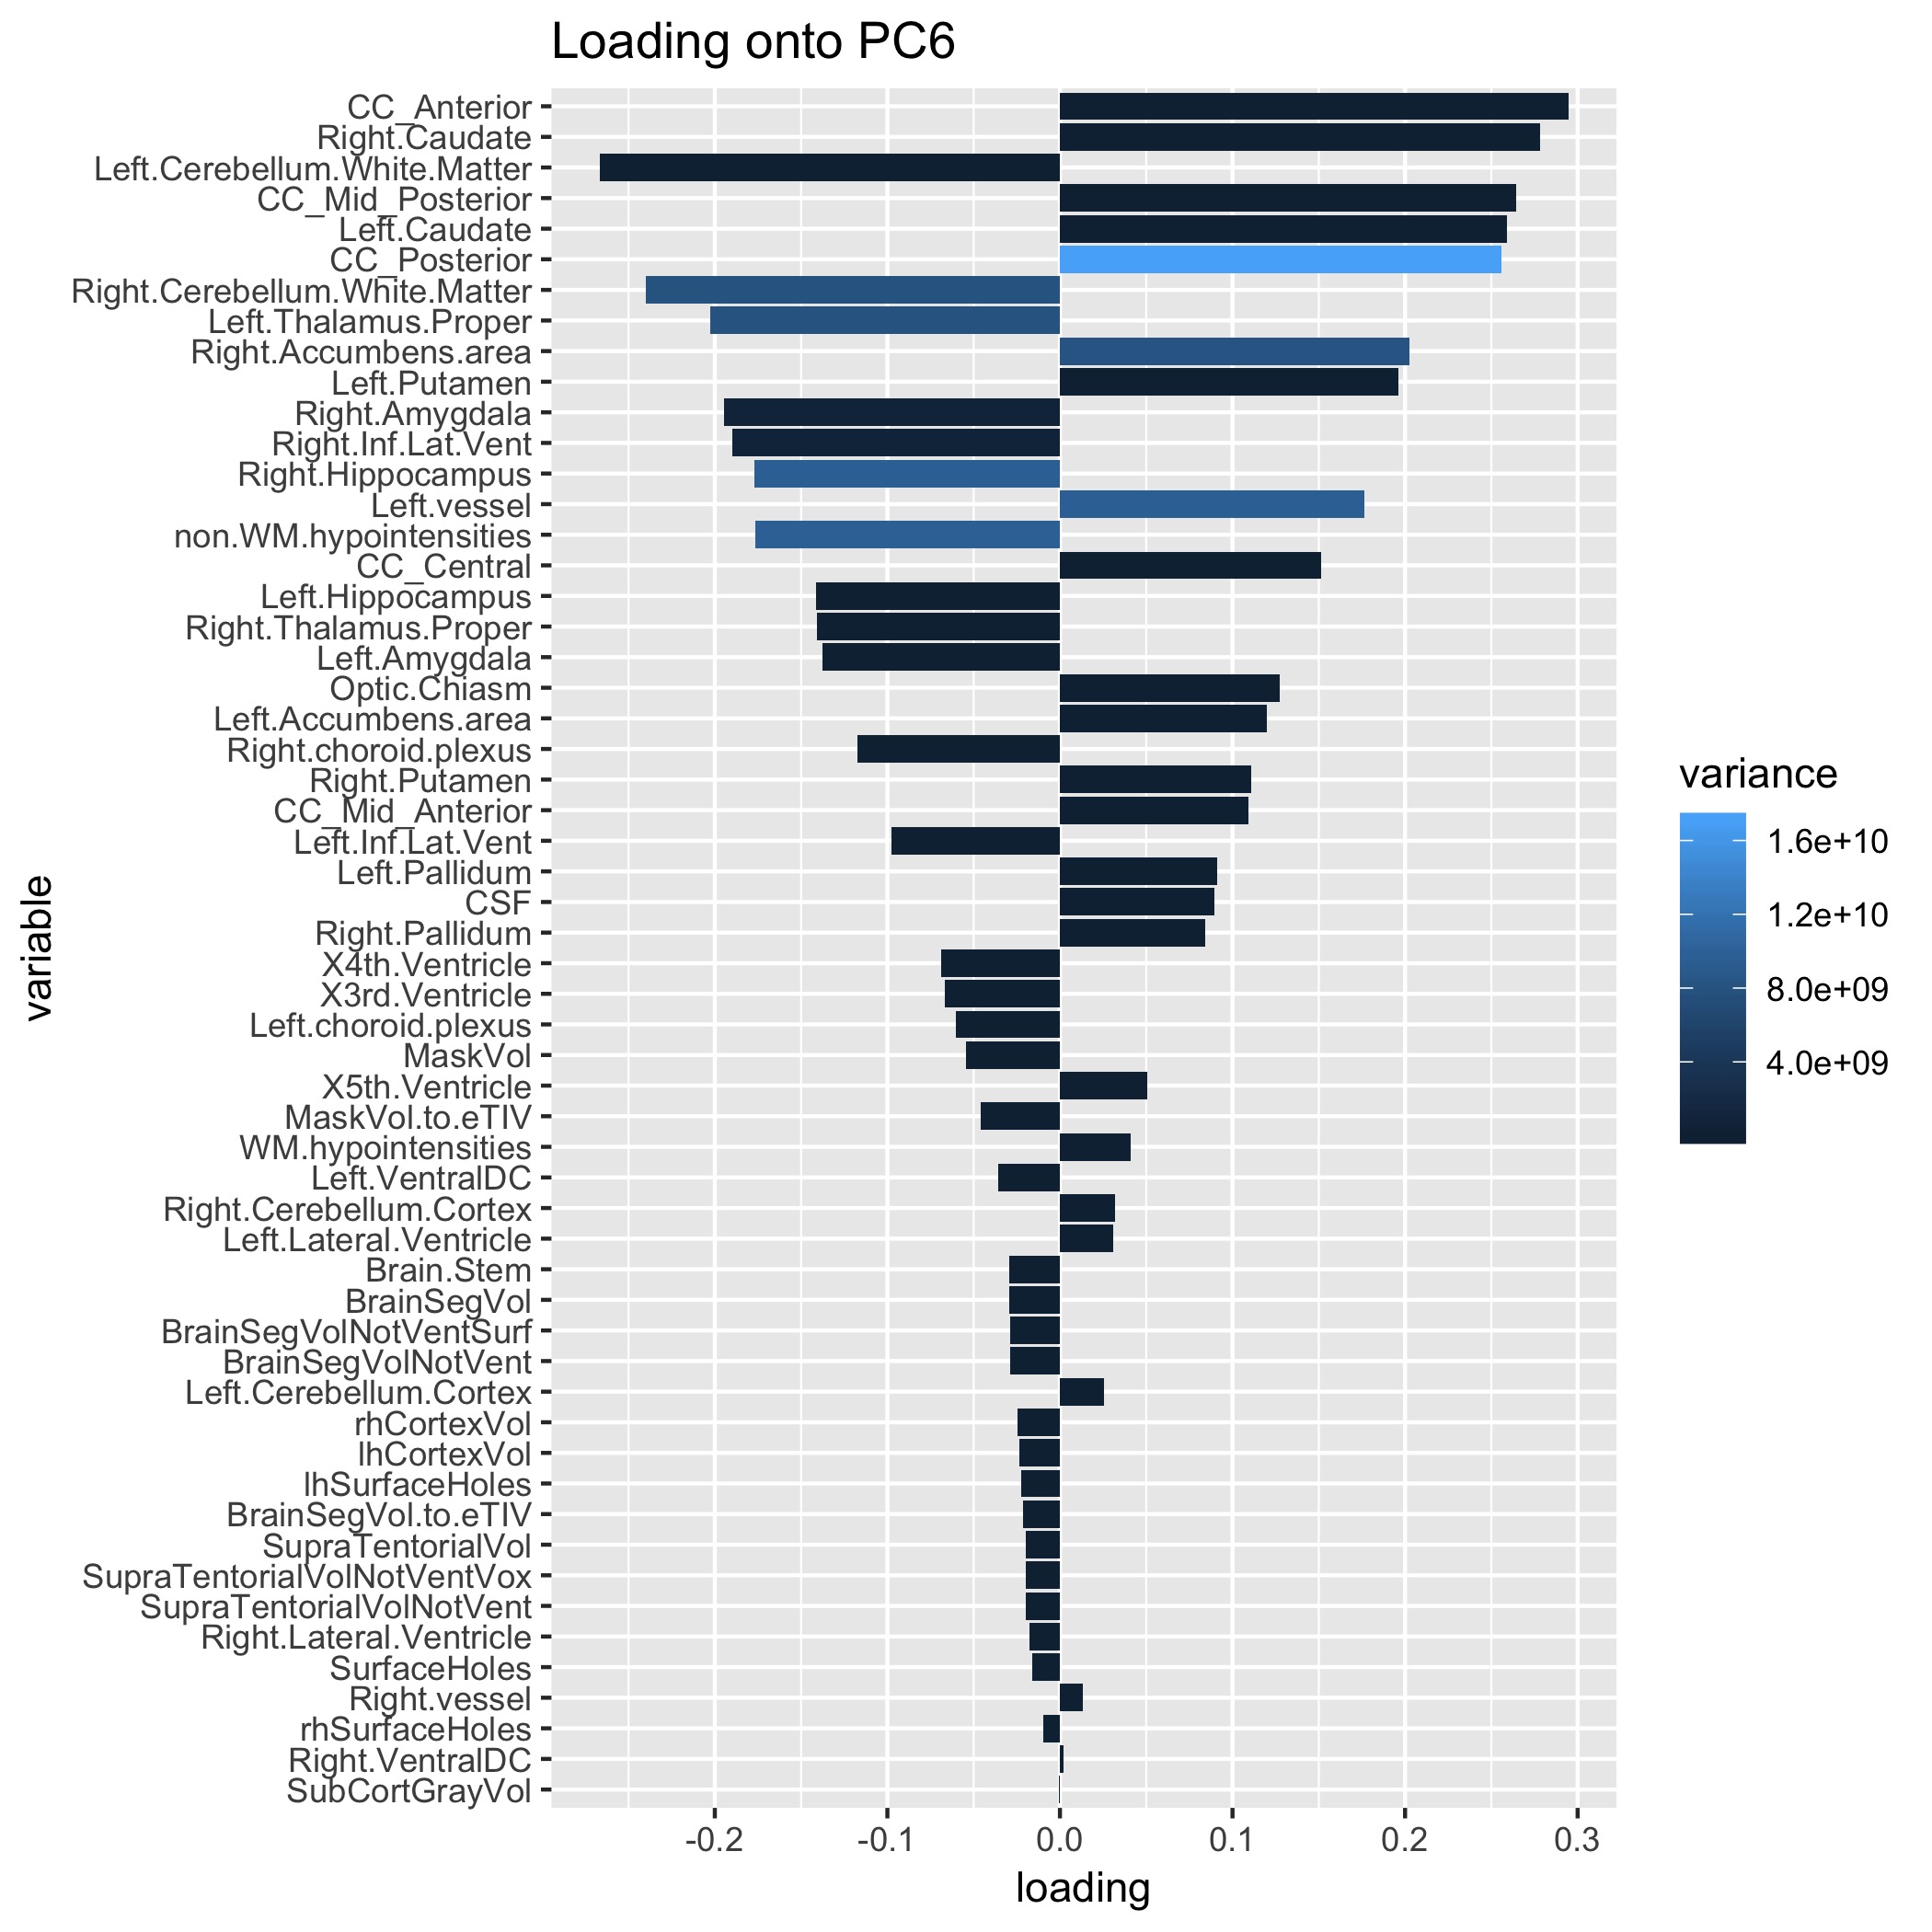 Loading onto PC6
variable
CC_Anterior
Right.Caudate
Left.Cerebellum.White.Matter
CC_Mid_Posterior
Left.Caudate
CC_Posterior
Right.Cerebellum.White.Matter
Left.Thalamus.Proper
Right.Accumbens.area
Left.Putamen
Right.Amygdala
Right.Inf.Lat.Vent
Right.Hippocampus
Left.vessel
non.WM.hypointensities
CC_Central
Left.Hippocampus
Right.Thalamus.Proper
Left.Amygdala
Optic.Chiasm
Left.Accumbens.area
Right.choroid.plexus
Right.Putamen
CC_Mid_Anterior
Left.Inf.Lat.Vent
Left.Pallidum
CSF
Right.Pallidum
X4th.Ventricle
X3rd.Ventricle
Left.choroid.plexus
MaskVol
X5th.Ventricle
MaskVol.to.eTIV
WM.hypointensities
Left.VentralDC
Right.Cerebellum.Cortex
Left.Lateral.Ventricle
Brain.Stem
BrainSegVol
BrainSegVolNotVentSurf
BrainSegVolNotVent
Left.Cerebellum.Cortex
rhCortexVol
lhCortexVol
lhSurfaceHoles
BrainSegVol.to.eTIV
SupraTentorialVol
SupraTentorialVolNotVentVox
SupraTentorialVolNotVent
Right.Lateral.Ventricle
SurfaceHoles
Right.vessel
rhSurfaceHoles
Right.VentralDC
SubCortGrayVol
-0.2 -0.1 0.0 0.1 0.2 0.3
loading
variance
1.6e+10
1.2e+10
8.0e+09
4.0e+09